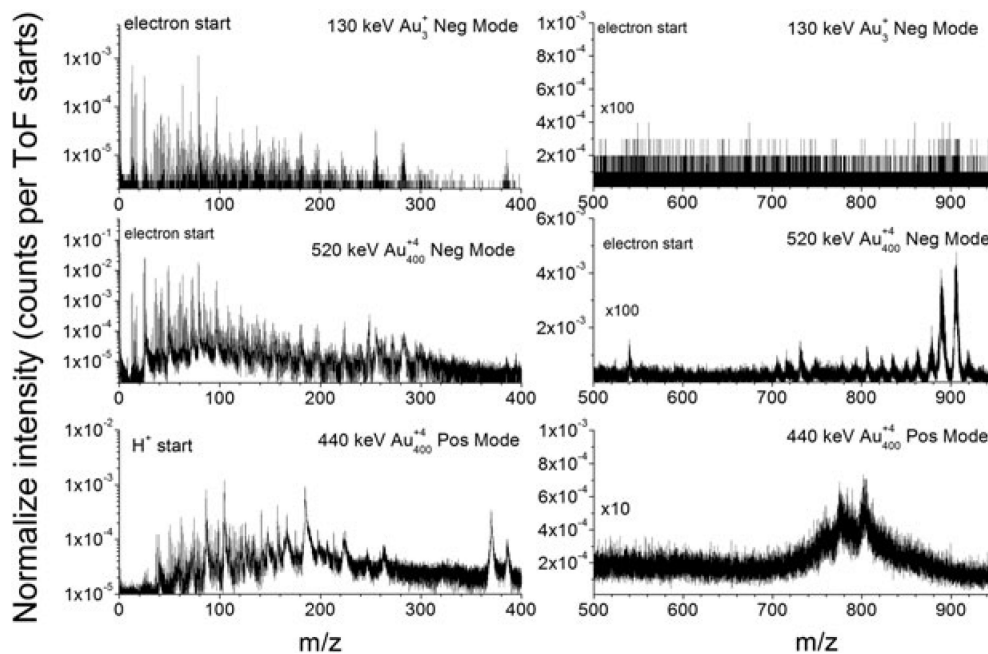 Normalize intensity (counts per ToF starts)
electron start
130 keV Au₃⁺ Neg Mode
1x10⁻³
1x10⁻⁴
1x10⁻⁵
0 100 200 300 400
electron start
130 keV Au₃⁺ Neg Mode
1x10⁻³
8x10⁻⁴
x100
6x10⁻⁴
4x10⁻⁴
2x10⁻⁴
500 600 700 800 900
electron start
520 keV Au₄₀₀⁺⁴ Neg Mode
1x10⁻¹
1x10⁻²
1x10⁻³
1x10⁻⁴
1x10⁻⁵
0 100 200 300 400
6x10⁻³
electron start
520 keV Au₄₀₀⁺⁴ Neg Mode
4x10⁻³
x100
2x10⁻³
500 600 700 800 900
1x10⁻²
H⁺ start
440 keV Au₄₀₀⁺⁴ Pos Mode
1x10⁻³
1x10⁻⁴
1x10⁻⁵
0 100 200 300 400
m/z
1x10⁻³
440 keV Au₄₀₀⁺⁴ Pos Mode
8x10⁻⁴
x10
6x10⁻⁴
4x10⁻⁴
2x10⁻⁴
500 600 700 800 900
m/z